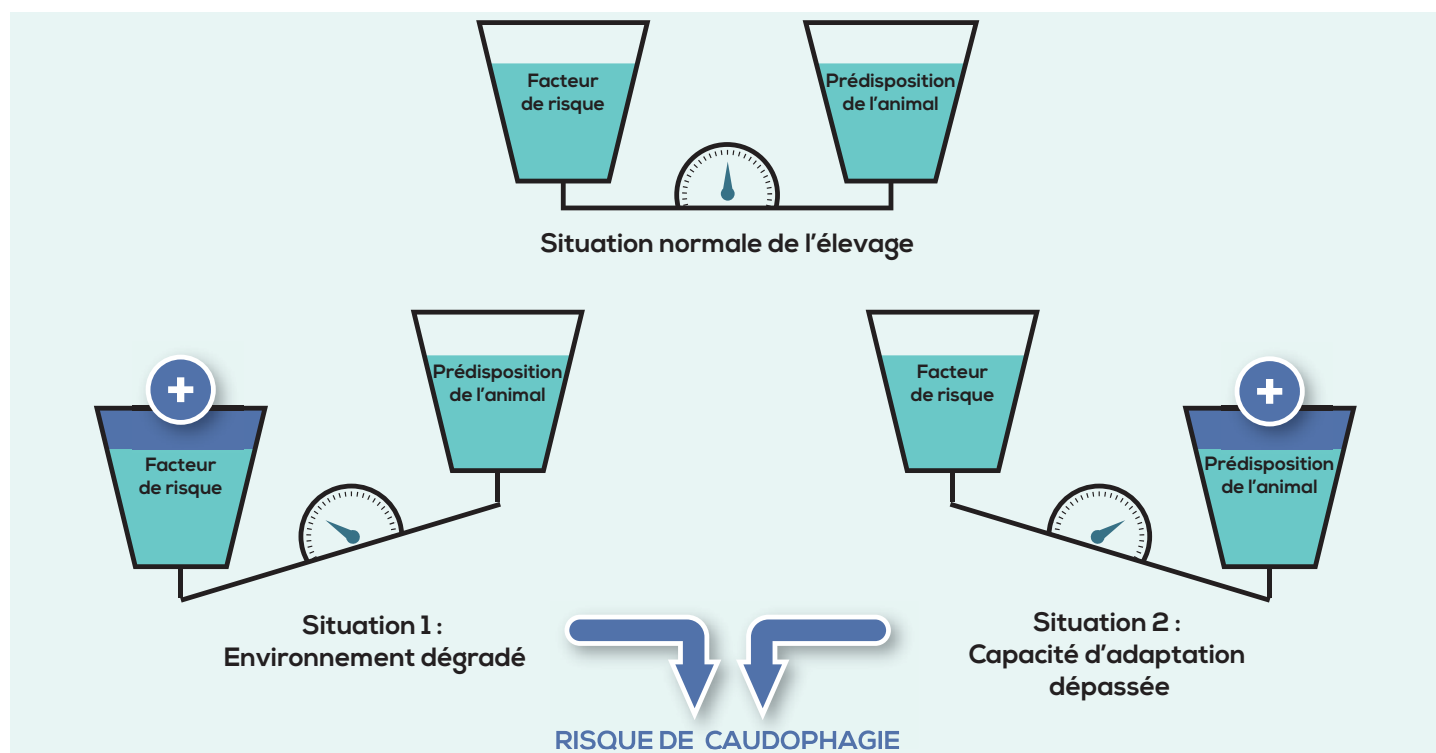 Facteur
de risque
Prédisposition
de l'animal
Situation normale de l'élevage
+
Facteur
de risque
Prédisposition
de l'animal
Situation 1 :
Environnement dégradé
Facteur
de risque
+
Prédisposition
de l'animal
Situation 2 :
Capacité d'adaptation
dépassée
RISQUE DE CAUDOPHAGIE